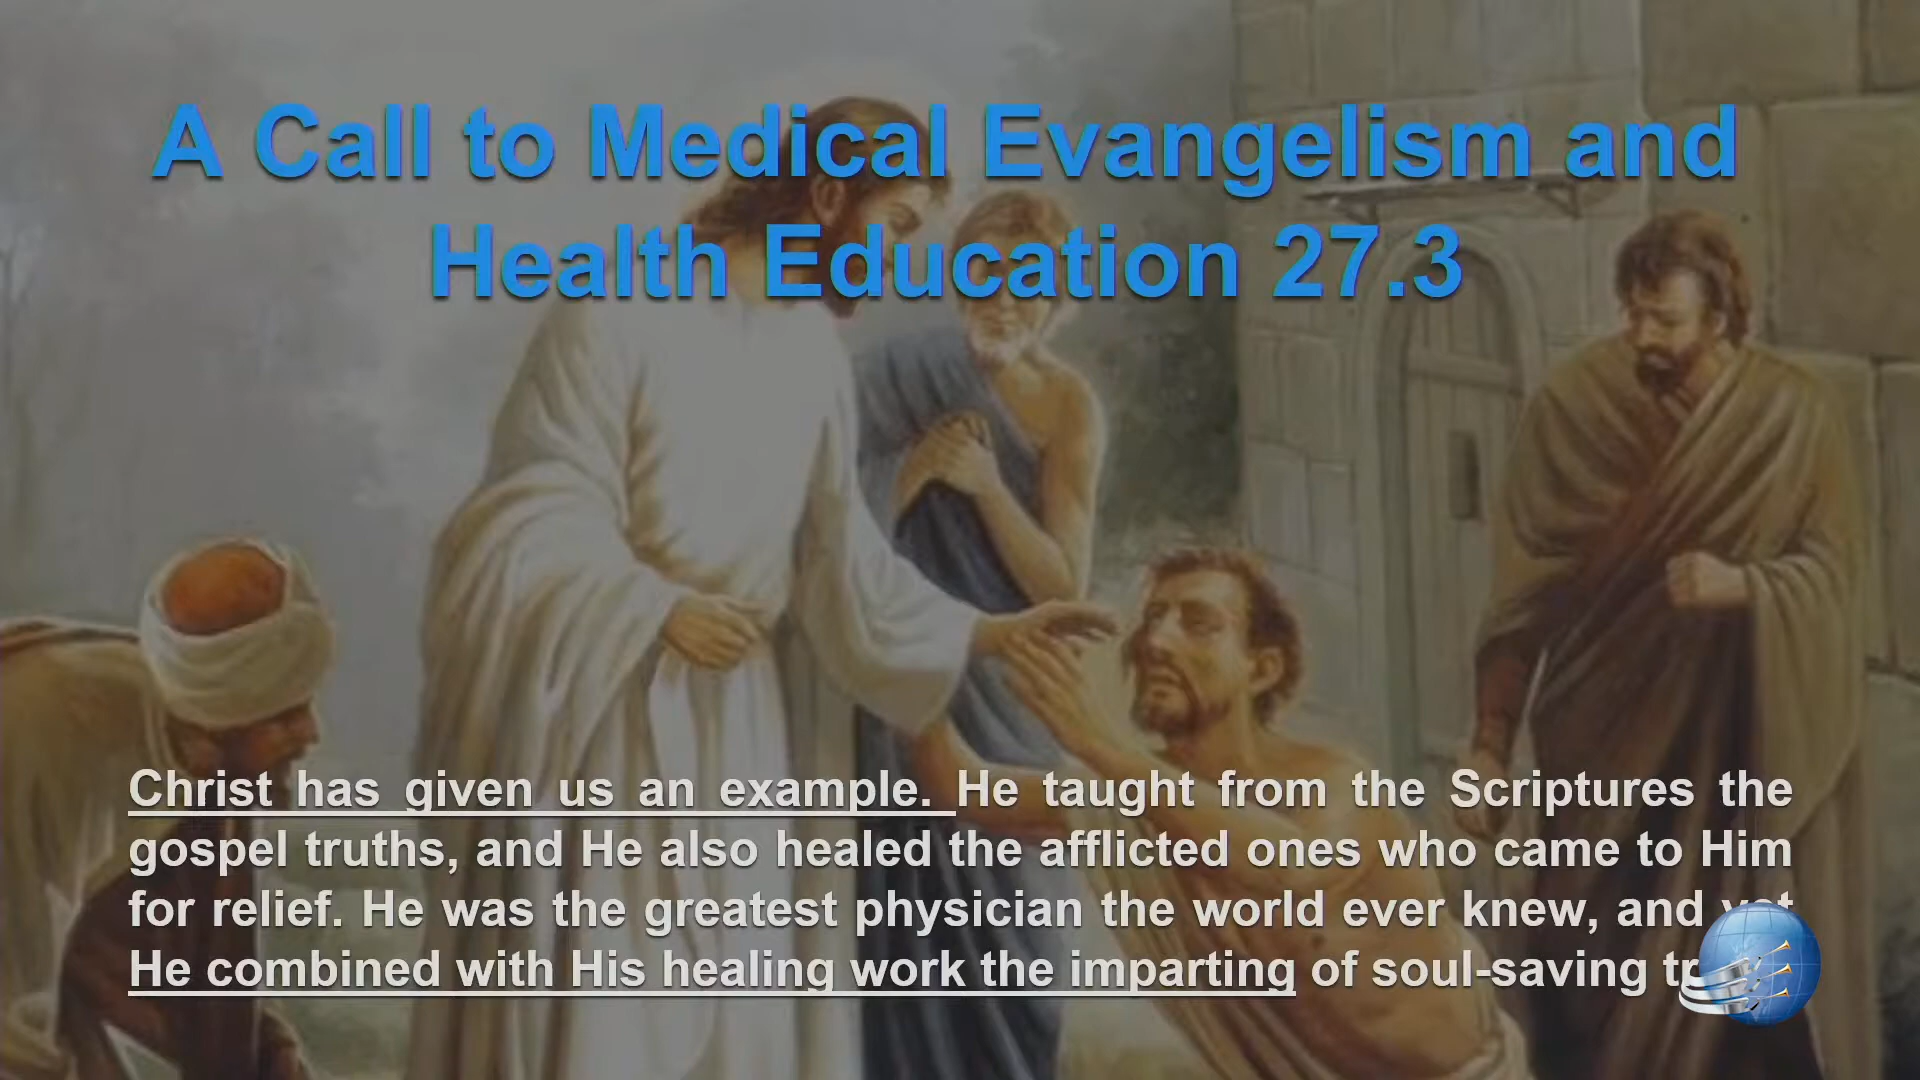 A Call to Medical Evangelism and
Health Education 27.3
Christ has given us an example. He taught from the Scriptures the
gospel truths, and He also healed the afflicted ones who came to Him
for relief. He was the greatest physician the world ever knew, and yet
He combined with His healing work the imparting of soul-saving